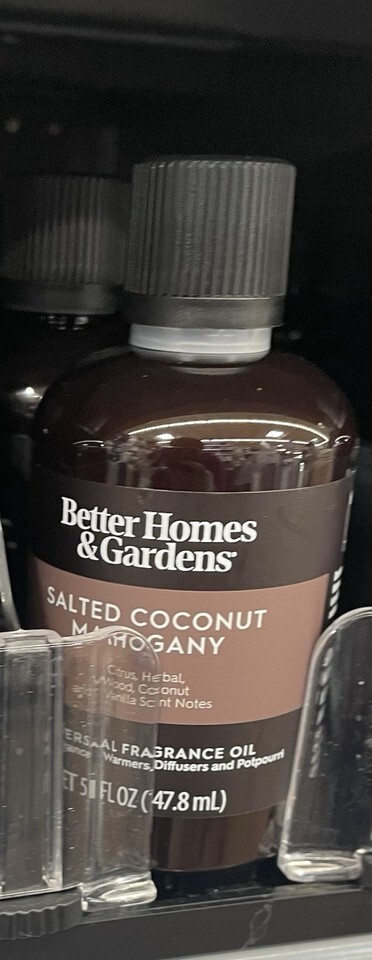 Better Homes
& Gardens
SALTED COCONUT
MAHOGANY
Citrus, Herbal,
Wood, Coconut
and Vanilla Scent Notes
FRAGRANCE OIL
Warmers, Diffusers and Potpourri
FL OZ (147.8 mL)